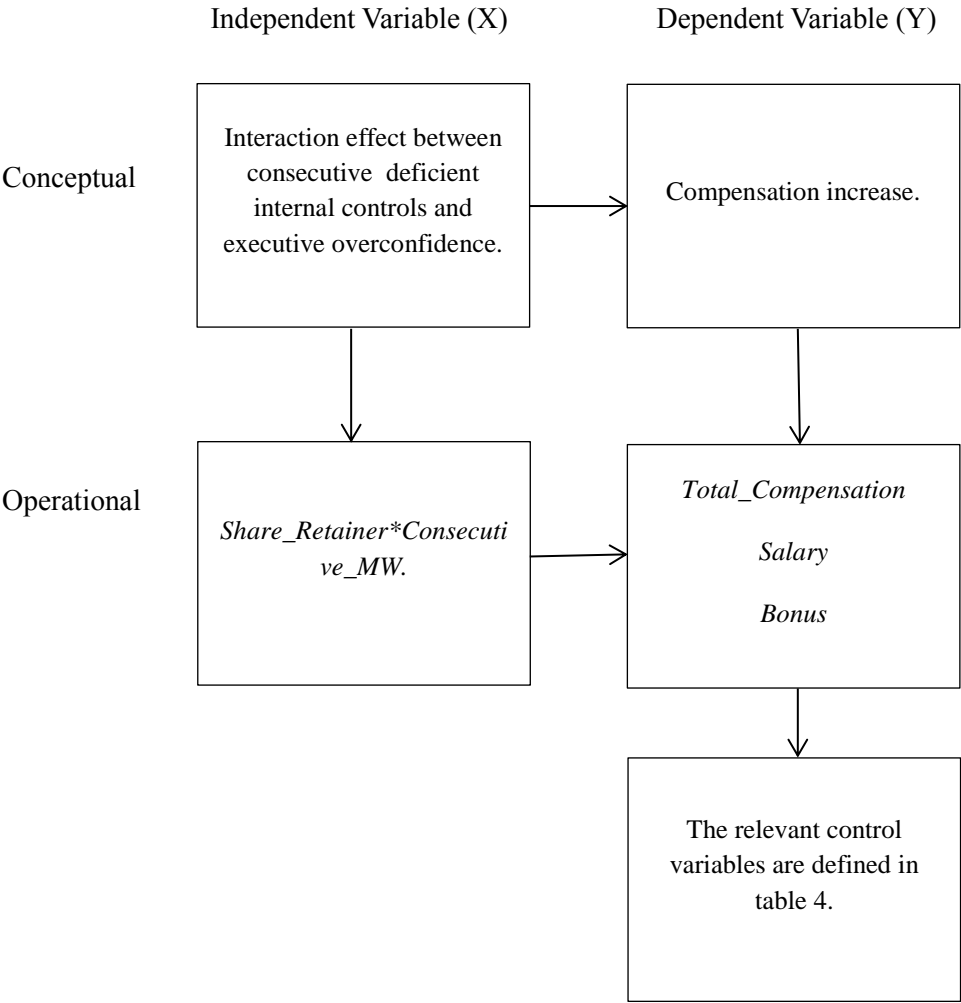 Independent Variable (X)
Dependent Variable (Y)
Conceptual
Interaction effect between
consecutive  deficient
internal controls and
executive overconfidence.
Compensation increase.
Operational
Share_Retainer*Consecuti
ve_MW.
Total_Compensation
Salary
Bonus
The relevant control
variables are defined in
table 4.